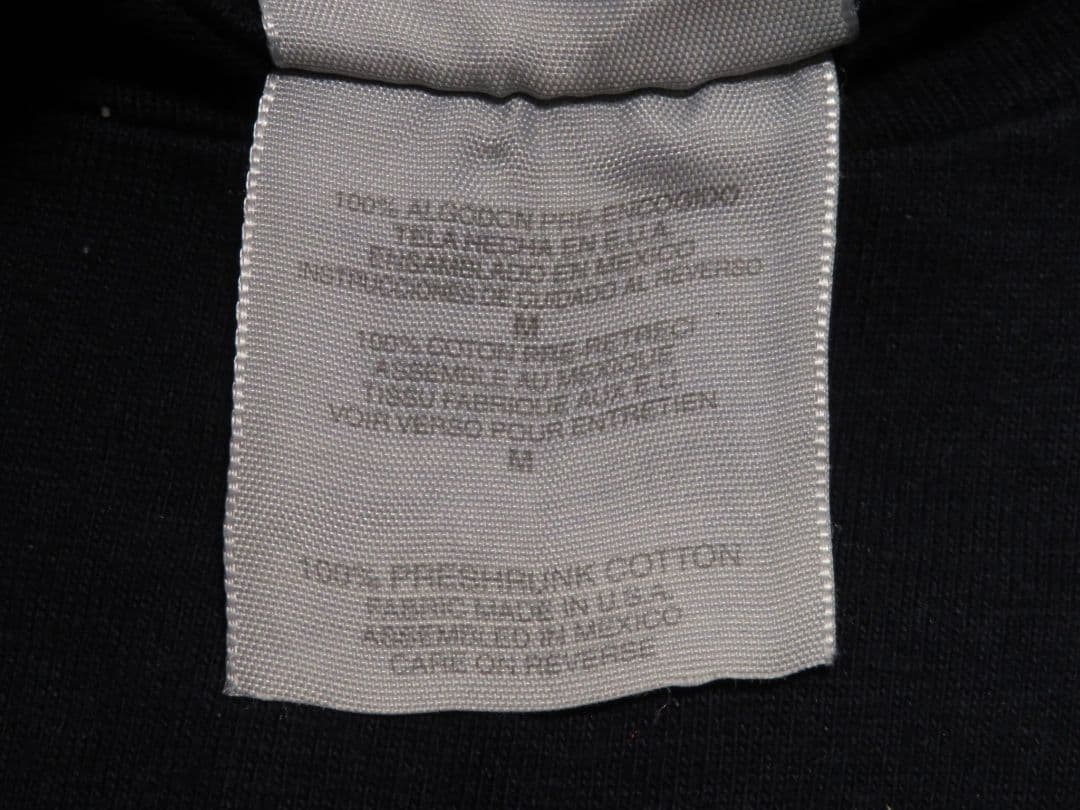 100% ALGODON PRE-ENCOGIDO
TELA HECHA EN E.U.A.
ENSAMBLADO EN MEXICO
INSTRUCCIONES DE CUIDADO AL REVERSO
M
100% COTON PRE-RETRECI
ASSEMBLE AU MEXIQUE
TISSU FABRIQUE AUX E.U.
VOIR VERSO POUR ENTRETIEN
M
100% PRESHRUNK COTTON
FABRIC MADE IN U.S.A.
ASSEMBLED IN MEXICO
CARE ON REVERSE